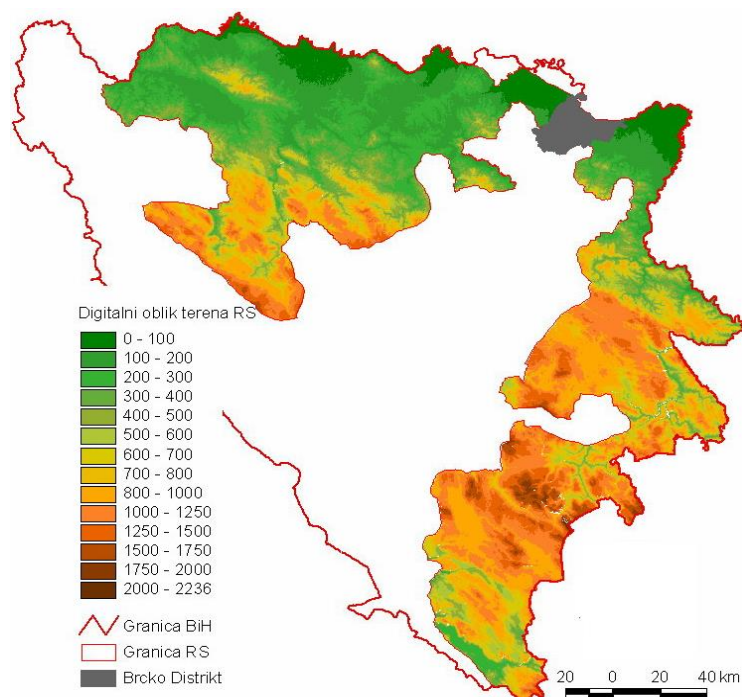 Digitalni oblik terena RS
0 - 100
100 - 200
200 - 300
300 - 400
400 - 500
500 - 600
600 - 700
700 - 800
800 - 1000
1000 - 1250
1250 - 1500
1500 - 1750
1750 - 2000
2000 - 2236
Granica BiH
Granica RS
Brcko Distrikt
20 0 20 40 km